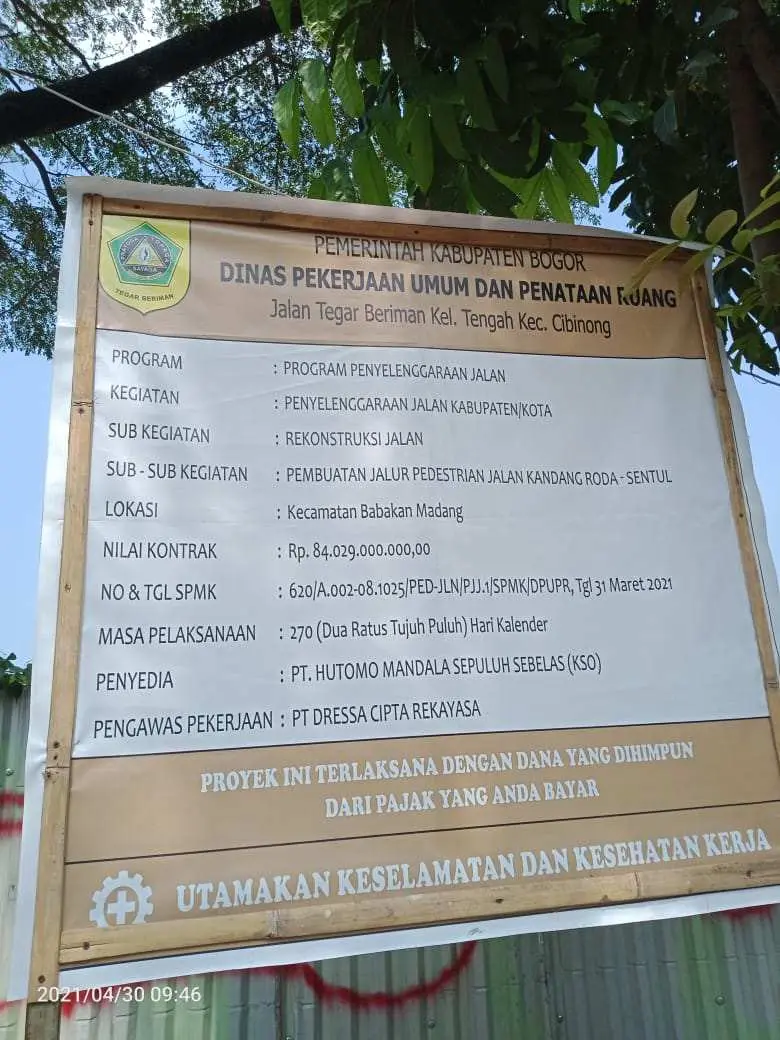 PEMERINTAH KABUPATEN BOGOR
DINAS PEKERJAAN UMUM DAN PENATAAN RUANG
Jalan Tegar Beriman Kel. Tengah Kec. Cibinong
TEGAR BERIMAN
PROGRAM : PROGRAM PENYELENGGARAAN JALAN
KEGIATAN : PENYELENGGARAAN JALAN KABUPATEN/KOTA
SUB KEGIATAN : REKONSTRUKSI JALAN
SUB - SUB KEGIATAN : PEMBUATAN JALUR PEDESTRIAN JALAN KANDANG RODA - SENTUL
LOKASI : Kecamatan Babakan Madang
NILAI KONTRAK : Rp. 84.029.000.000,00
NO & TGL SPMK : 620/A.002-08.1025/PED-JLN/PJJ.1/SPMK/DPUPR, Tgl 31 Maret 2021
MASA PELAKSANAAN : 270 (Dua Ratus Tujuh Puluh) Hari Kalender
PENYEDIA : PT. HUTOMO MANDALA SEPULUH SEBELAS (KSO)
PENGAWAS PEKERJAAN : PT DRESSA CIPTA REKAYASA
PROYEK INI TERLAKSANA DENGAN DANA YANG DIHIMPUN
DARI PAJAK YANG ANDA BAYAR
UTAMAKAN KESELAMATAN DAN KESEHATAN KERJA
2021/04/30 09:46